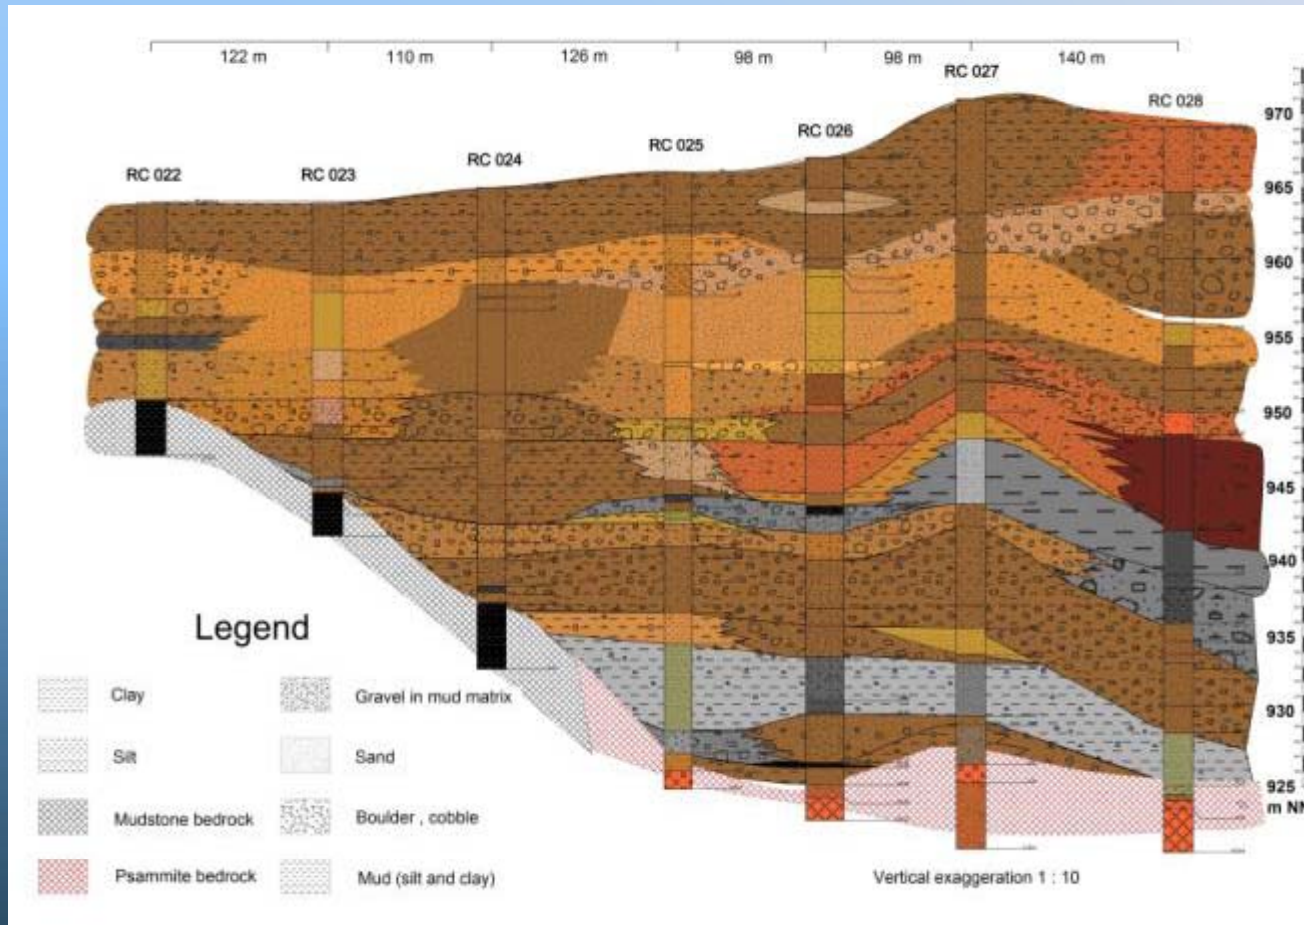 122 m
110 m
126 m
98 m
98 m
140 m
RC 022
RC 023
RC 024
RC 025
RC 026
RC 027
RC 028
970
965
960
955
950
945
940
935
930
925
m NN
Legend
Clay
Silt
Mudstone bedrock
Psammite bedrock
Gravel in mud matrix
Sand
Boulder , cobble
Mud (silt and clay)
Vertical exaggeration 1 : 10